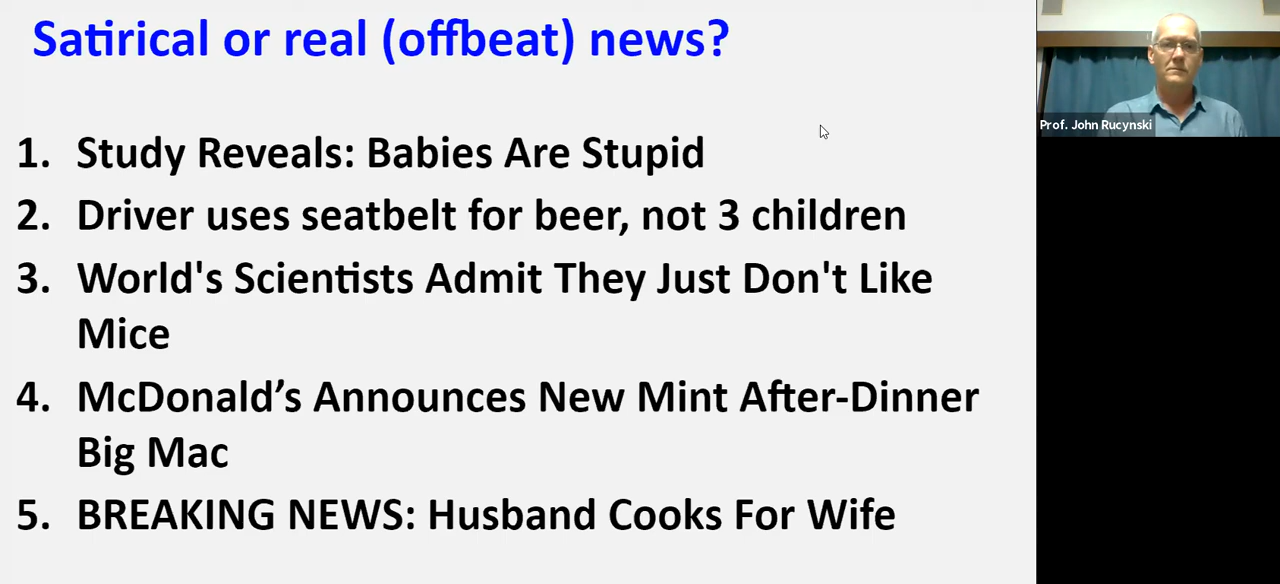 Satirical or real (offbeat) news?
1. Study Reveals: Babies Are Stupid
2. Driver uses seatbelt for beer, not 3 children
3. World's Scientists Admit They Just Don't Like
Mice
4. McDonald’s Announces New Mint After-Dinner
Big Mac
5. BREAKING NEWS: Husband Cooks For Wife
Prof. John Rucynski